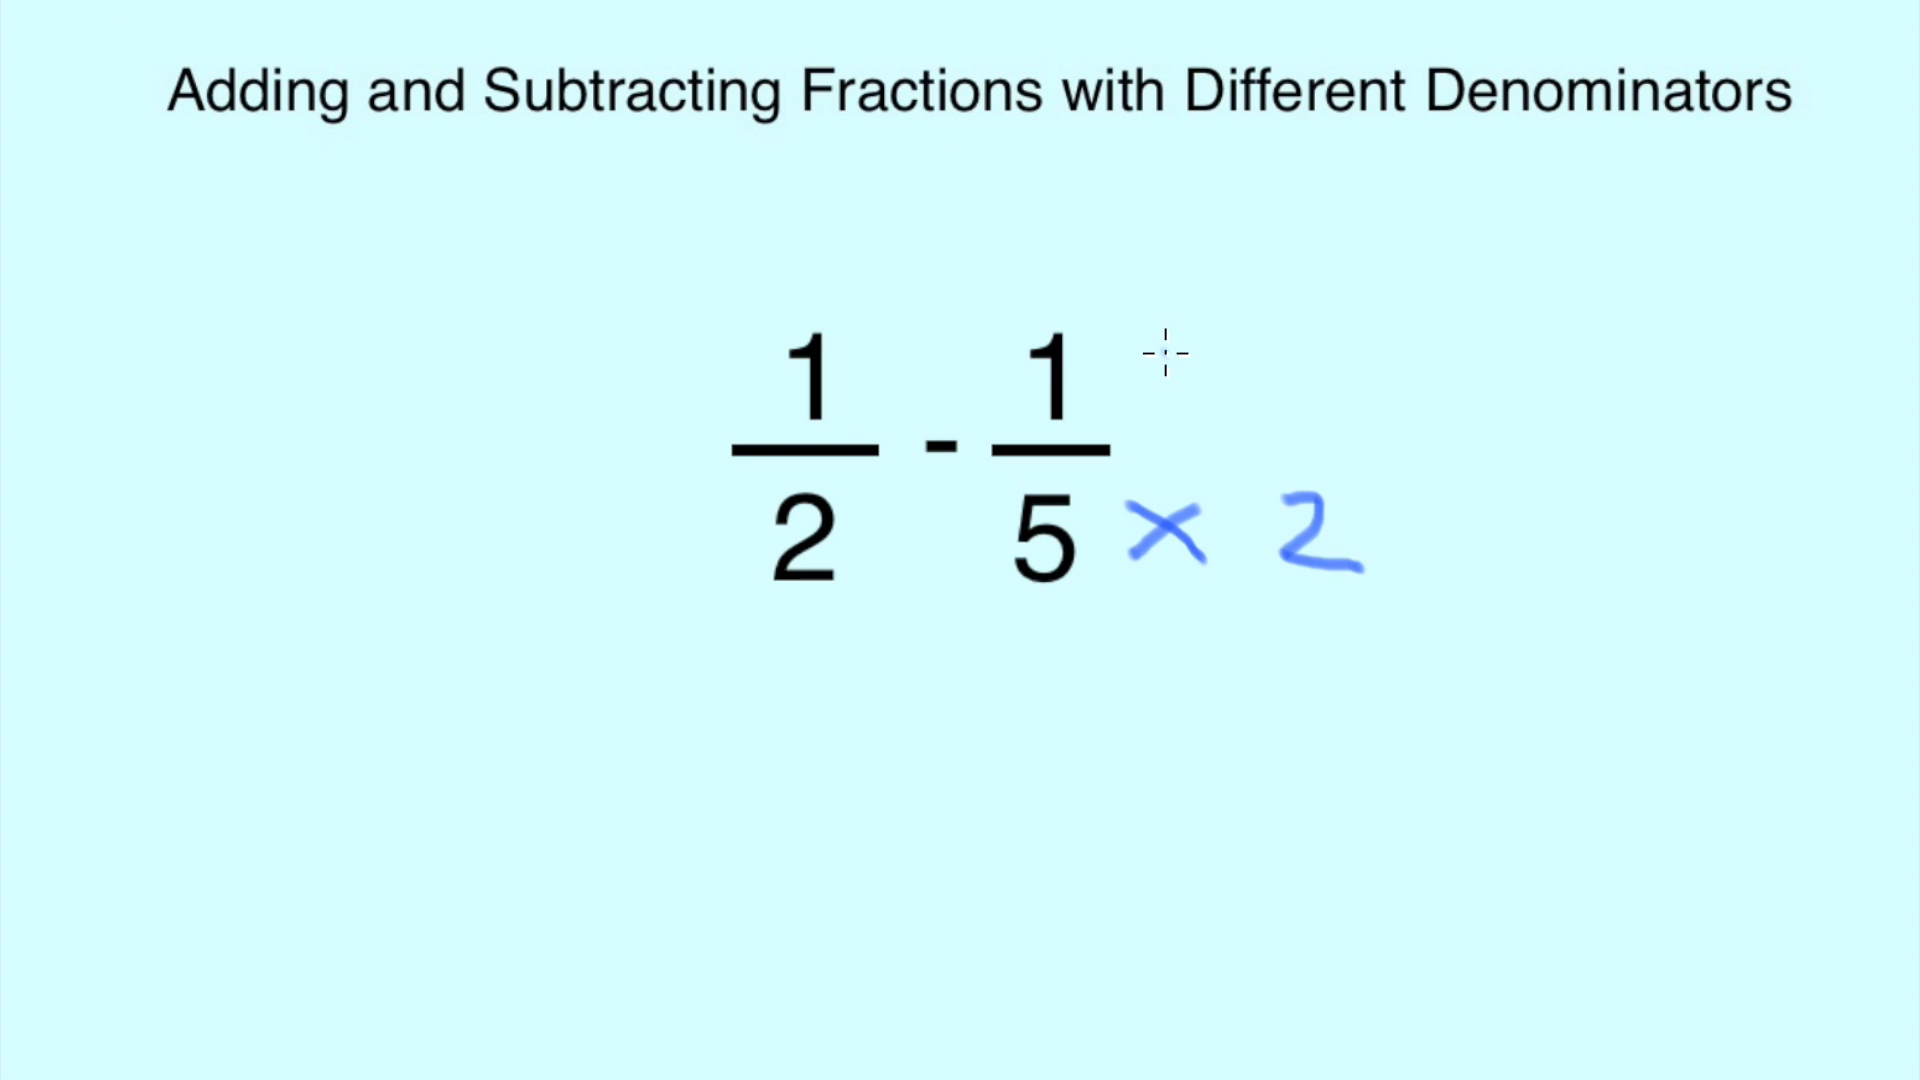 Adding and Subtracting Fractions with Different Denominators
1 - 1
2 5 × 2